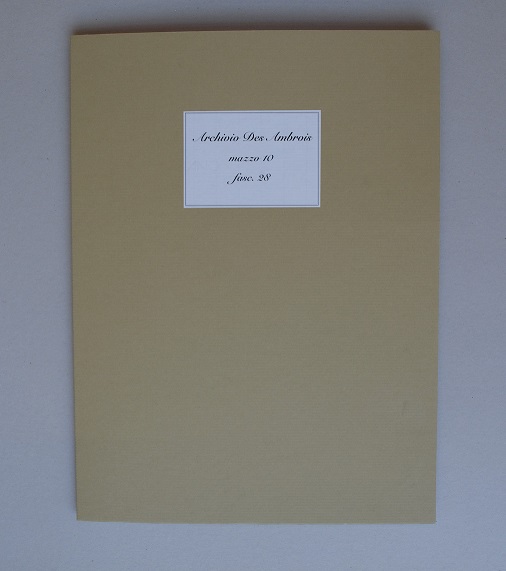 Archivio Des Ambrois
mazzo 10
fasc. 28